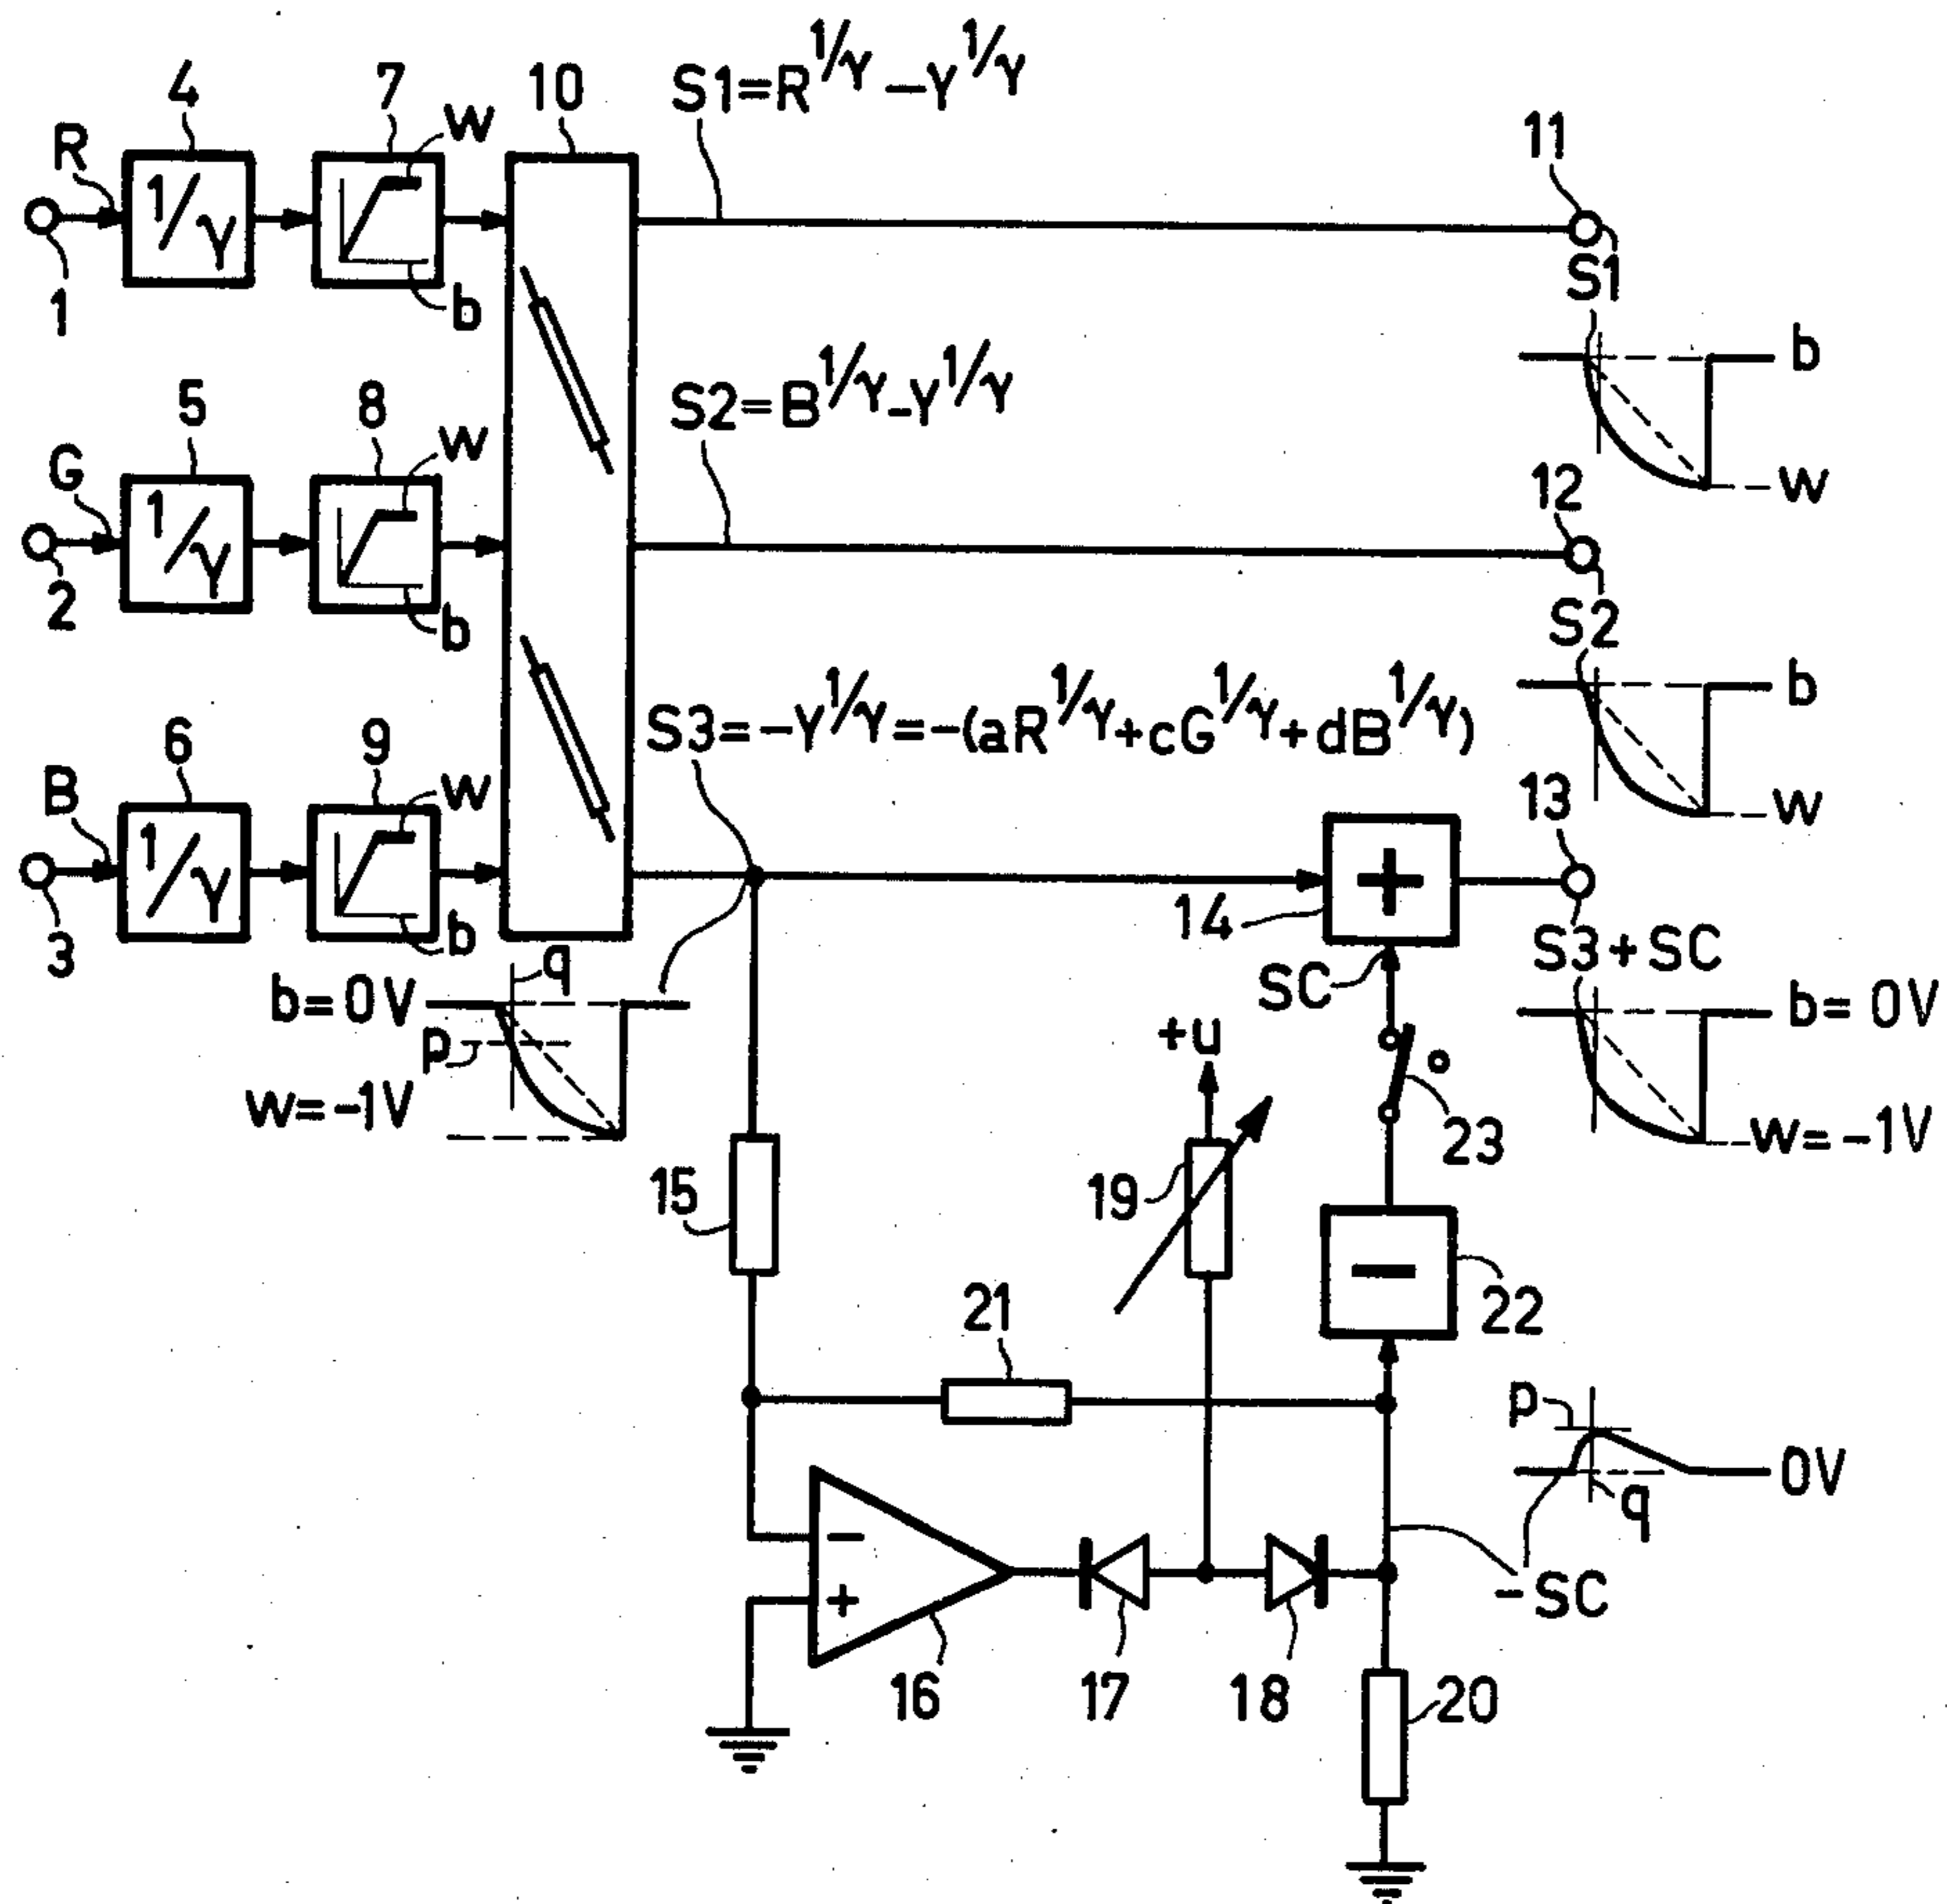 4
7
10
S1=R^1/γ−Y^1/γ
R
1/γ
w
b
1
11
S1
b
w
5
8
S2=B^1/γ−Y^1/γ
G
1/γ
w
b
2
12
S2
b
w
6
9
S3=−Y^1/γ=−(aR^1/γ+cG^1/γ+dB^1/γ)
B
1/γ
w
b
3
13
+
14
SC
S3+SC
b=0V
q
p
w=−1V
b=0V
w=−1V
+u
23
15
19
−
22
21
p
0V
q
−SC
−
+
16
17
18
20